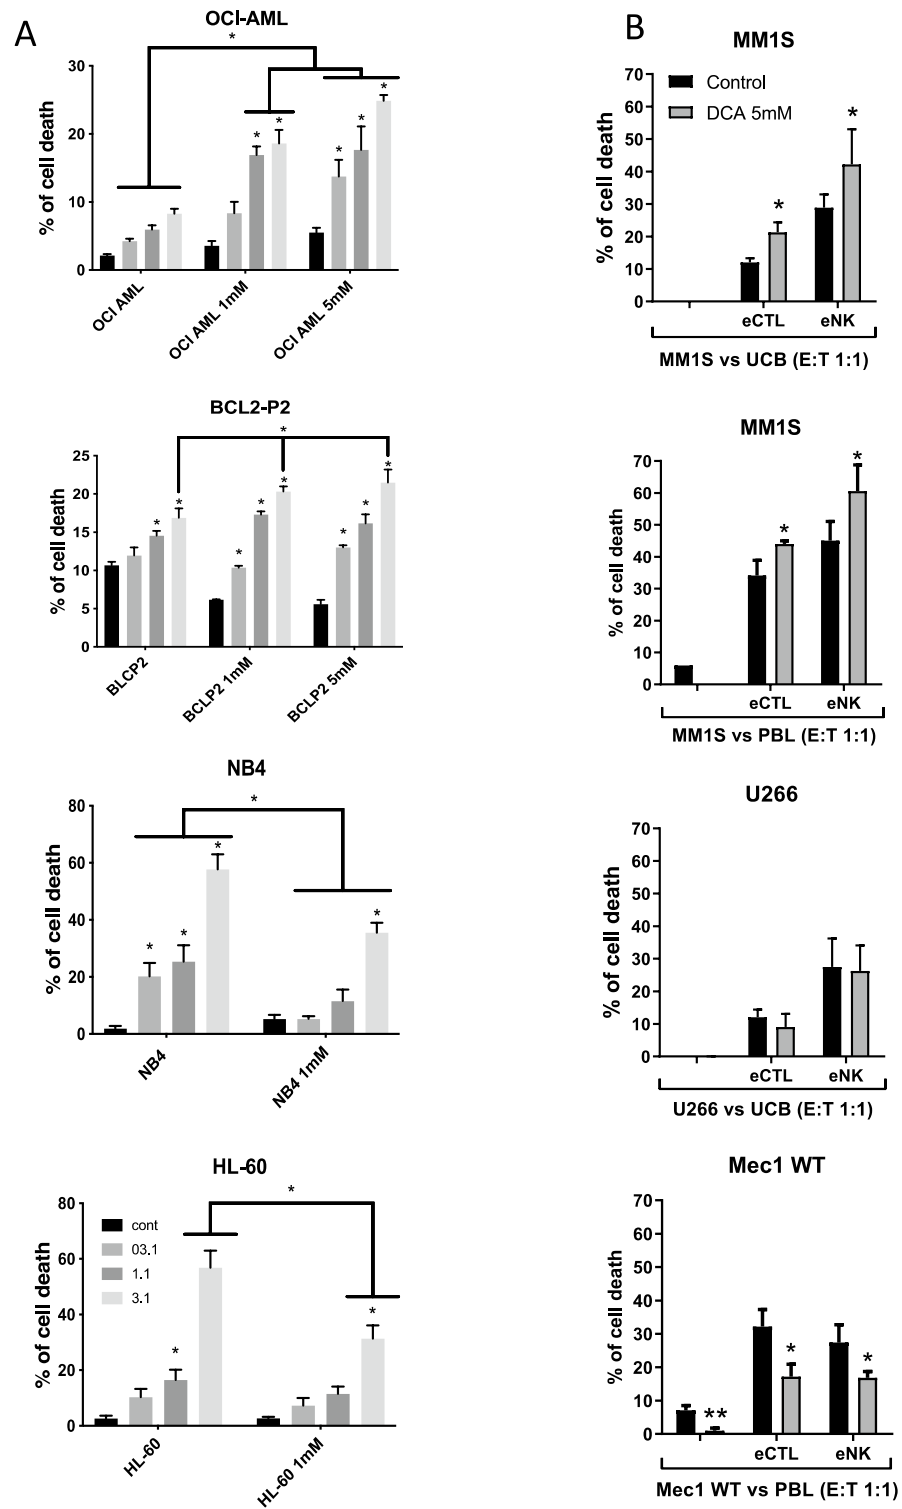 A
OCI-AML
*
% of cell death
30
20
10
0
* * * * *
OCI AML
OCI AML 1mM
OCI AML 5mM
BCL2-P2
*
% of cell death
25
20
15
10
5
0
* * * * * * * *
BLCP2
BCLP2 1mM
BCLP2 5mM
NB4
*
% of cell death
80
60
40
20
0
* * * *
NB4
NB4 1mM
HL-60
*
% of cell death
80
60
40
20
0
cont
03.1
1.1
3.1
* *
HL-60
HL-60 1mM
B
MM1S
% of cell death
70
60
50
40
30
20
10
0
Control
DCA 5mM
* *
eCTL eNK
MM1S vs UCB (E:T 1:1)
MM1S
% of cell death
70
60
50
40
30
20
10
0
* *
eCTL eNK
MM1S vs PBL (E:T 1:1)
U266
% of cell death
70
60
50
40
30
20
10
0
eCTL eNK
U266 vs UCB (E:T 1:1)
Mec1 WT
% of cell death
70
60
50
40
30
20
10
0
** * *
eCTL eNK
Mec1 WT vs PBL (E:T 1:1)